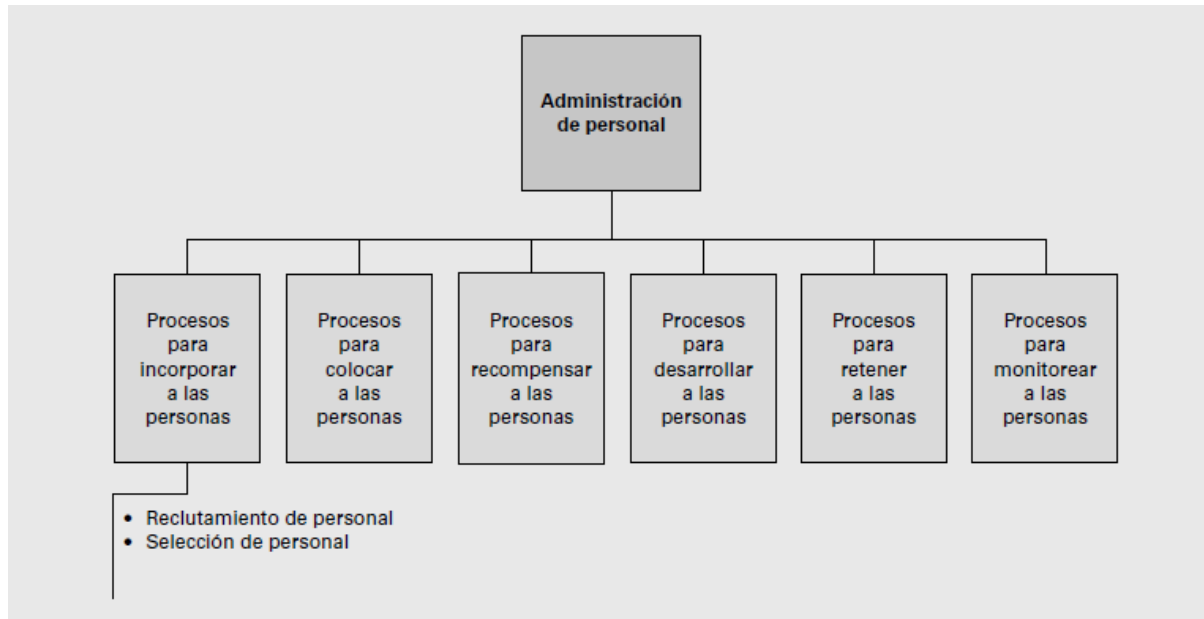 Administración
de personal
Procesos
para
incorporar
a las
personas
Procesos
para
colocar
a las
personas
Procesos
para
recompensar
a las
personas
Procesos
para
desarrollar
a las
personas
Procesos
para
retener
a las
personas
Procesos
para
monitorear
a las
personas
• Reclutamiento de personal
• Selección de personal